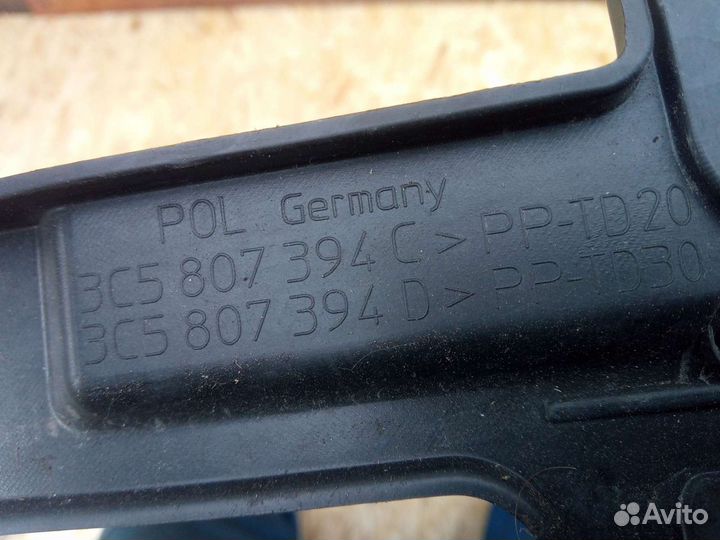 POL Germany
3C5 807 394 C > PP-TD20
3C5 807 394 D > PP-TD30
Avito